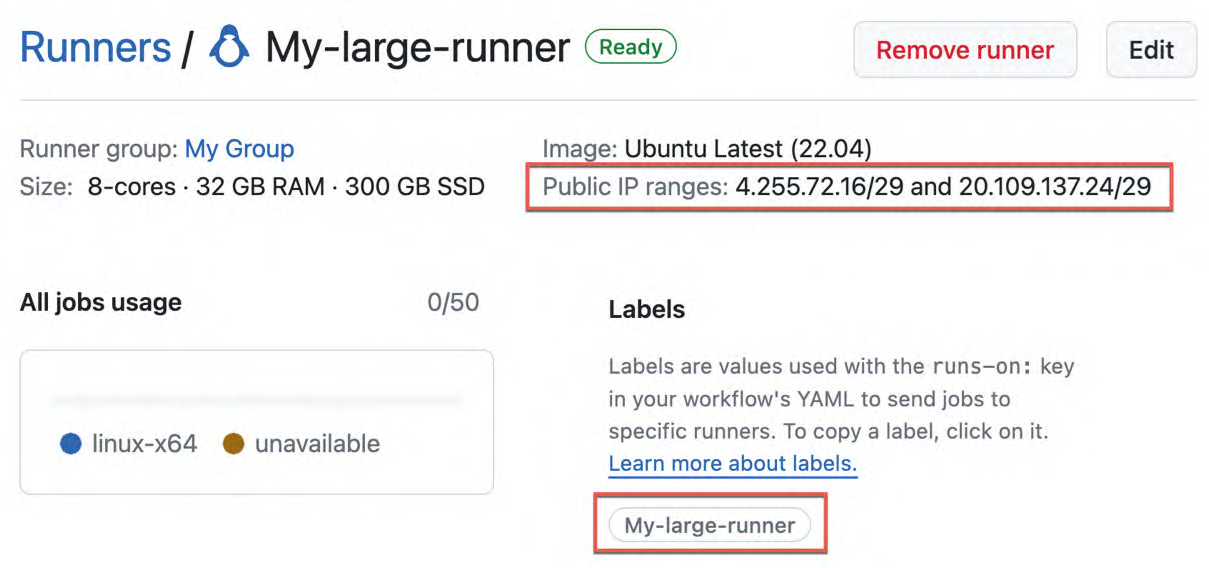 Runners / My-large-runner Ready Remove runner Edit
Runner group: My Group
Size: 8-cores · 32 GB RAM · 300 GB SSD
Image: Ubuntu Latest (22.04)
Public IP ranges: 4.255.72.16/29 and 20.109.137.24/29
All jobs usage 0/50
linux-x64 unavailable
Labels
Labels are values used with the runs-on: key
in your workflow's YAML to send jobs to
specific runners. To copy a label, click on it.
Learn more about labels.
My-large-runner